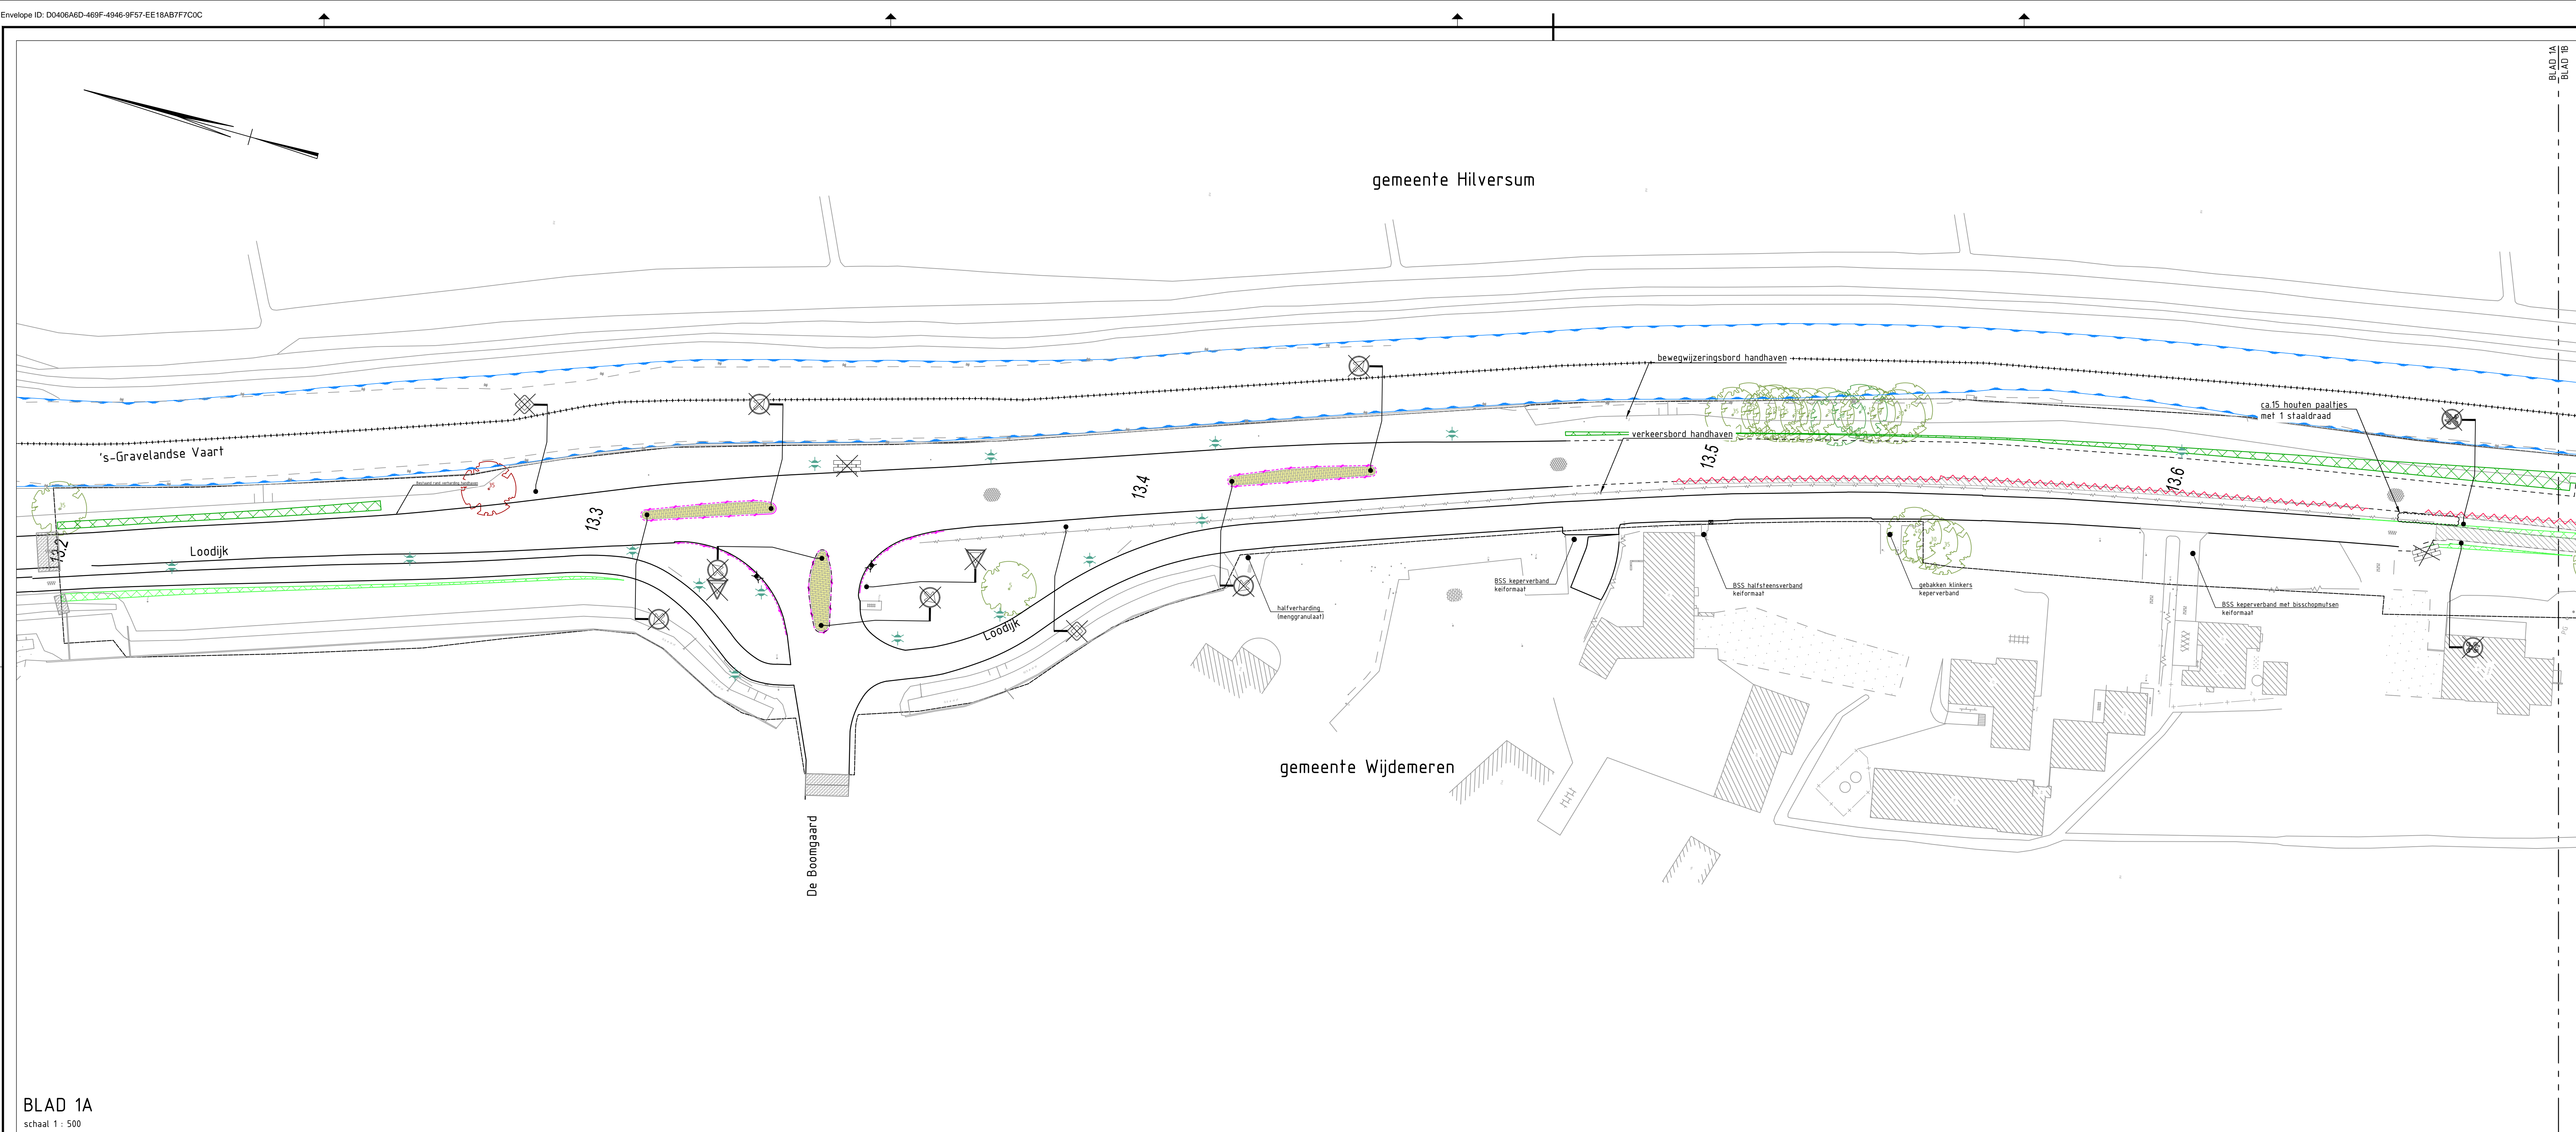 Envelope ID: D0406A6D-469F-4946-9F57-EE18AB7F7C0C
BLAD 1A
BLAD 1B
gemeente Hilversum
bewegwijzeringsbord handhaven
ca.15 houten paaltjes
met 1 staaldraad
verkeersbord handhaven
's-Gravelandse Vaart
13.2
13.3
13.4
13.5
13.6
Loodijk
Loodijk
BSS keperverband
keiformaat
BSS halfsteensverband
keiformaat
gebakken klinkers
keperverband
BSS keperverband met bisschopmutsen
keiformaat
halfverharding
(menggranulaat)
gemeente Wijdemeren
De Boomgaard
BLAD 1A
schaal 1 : 500